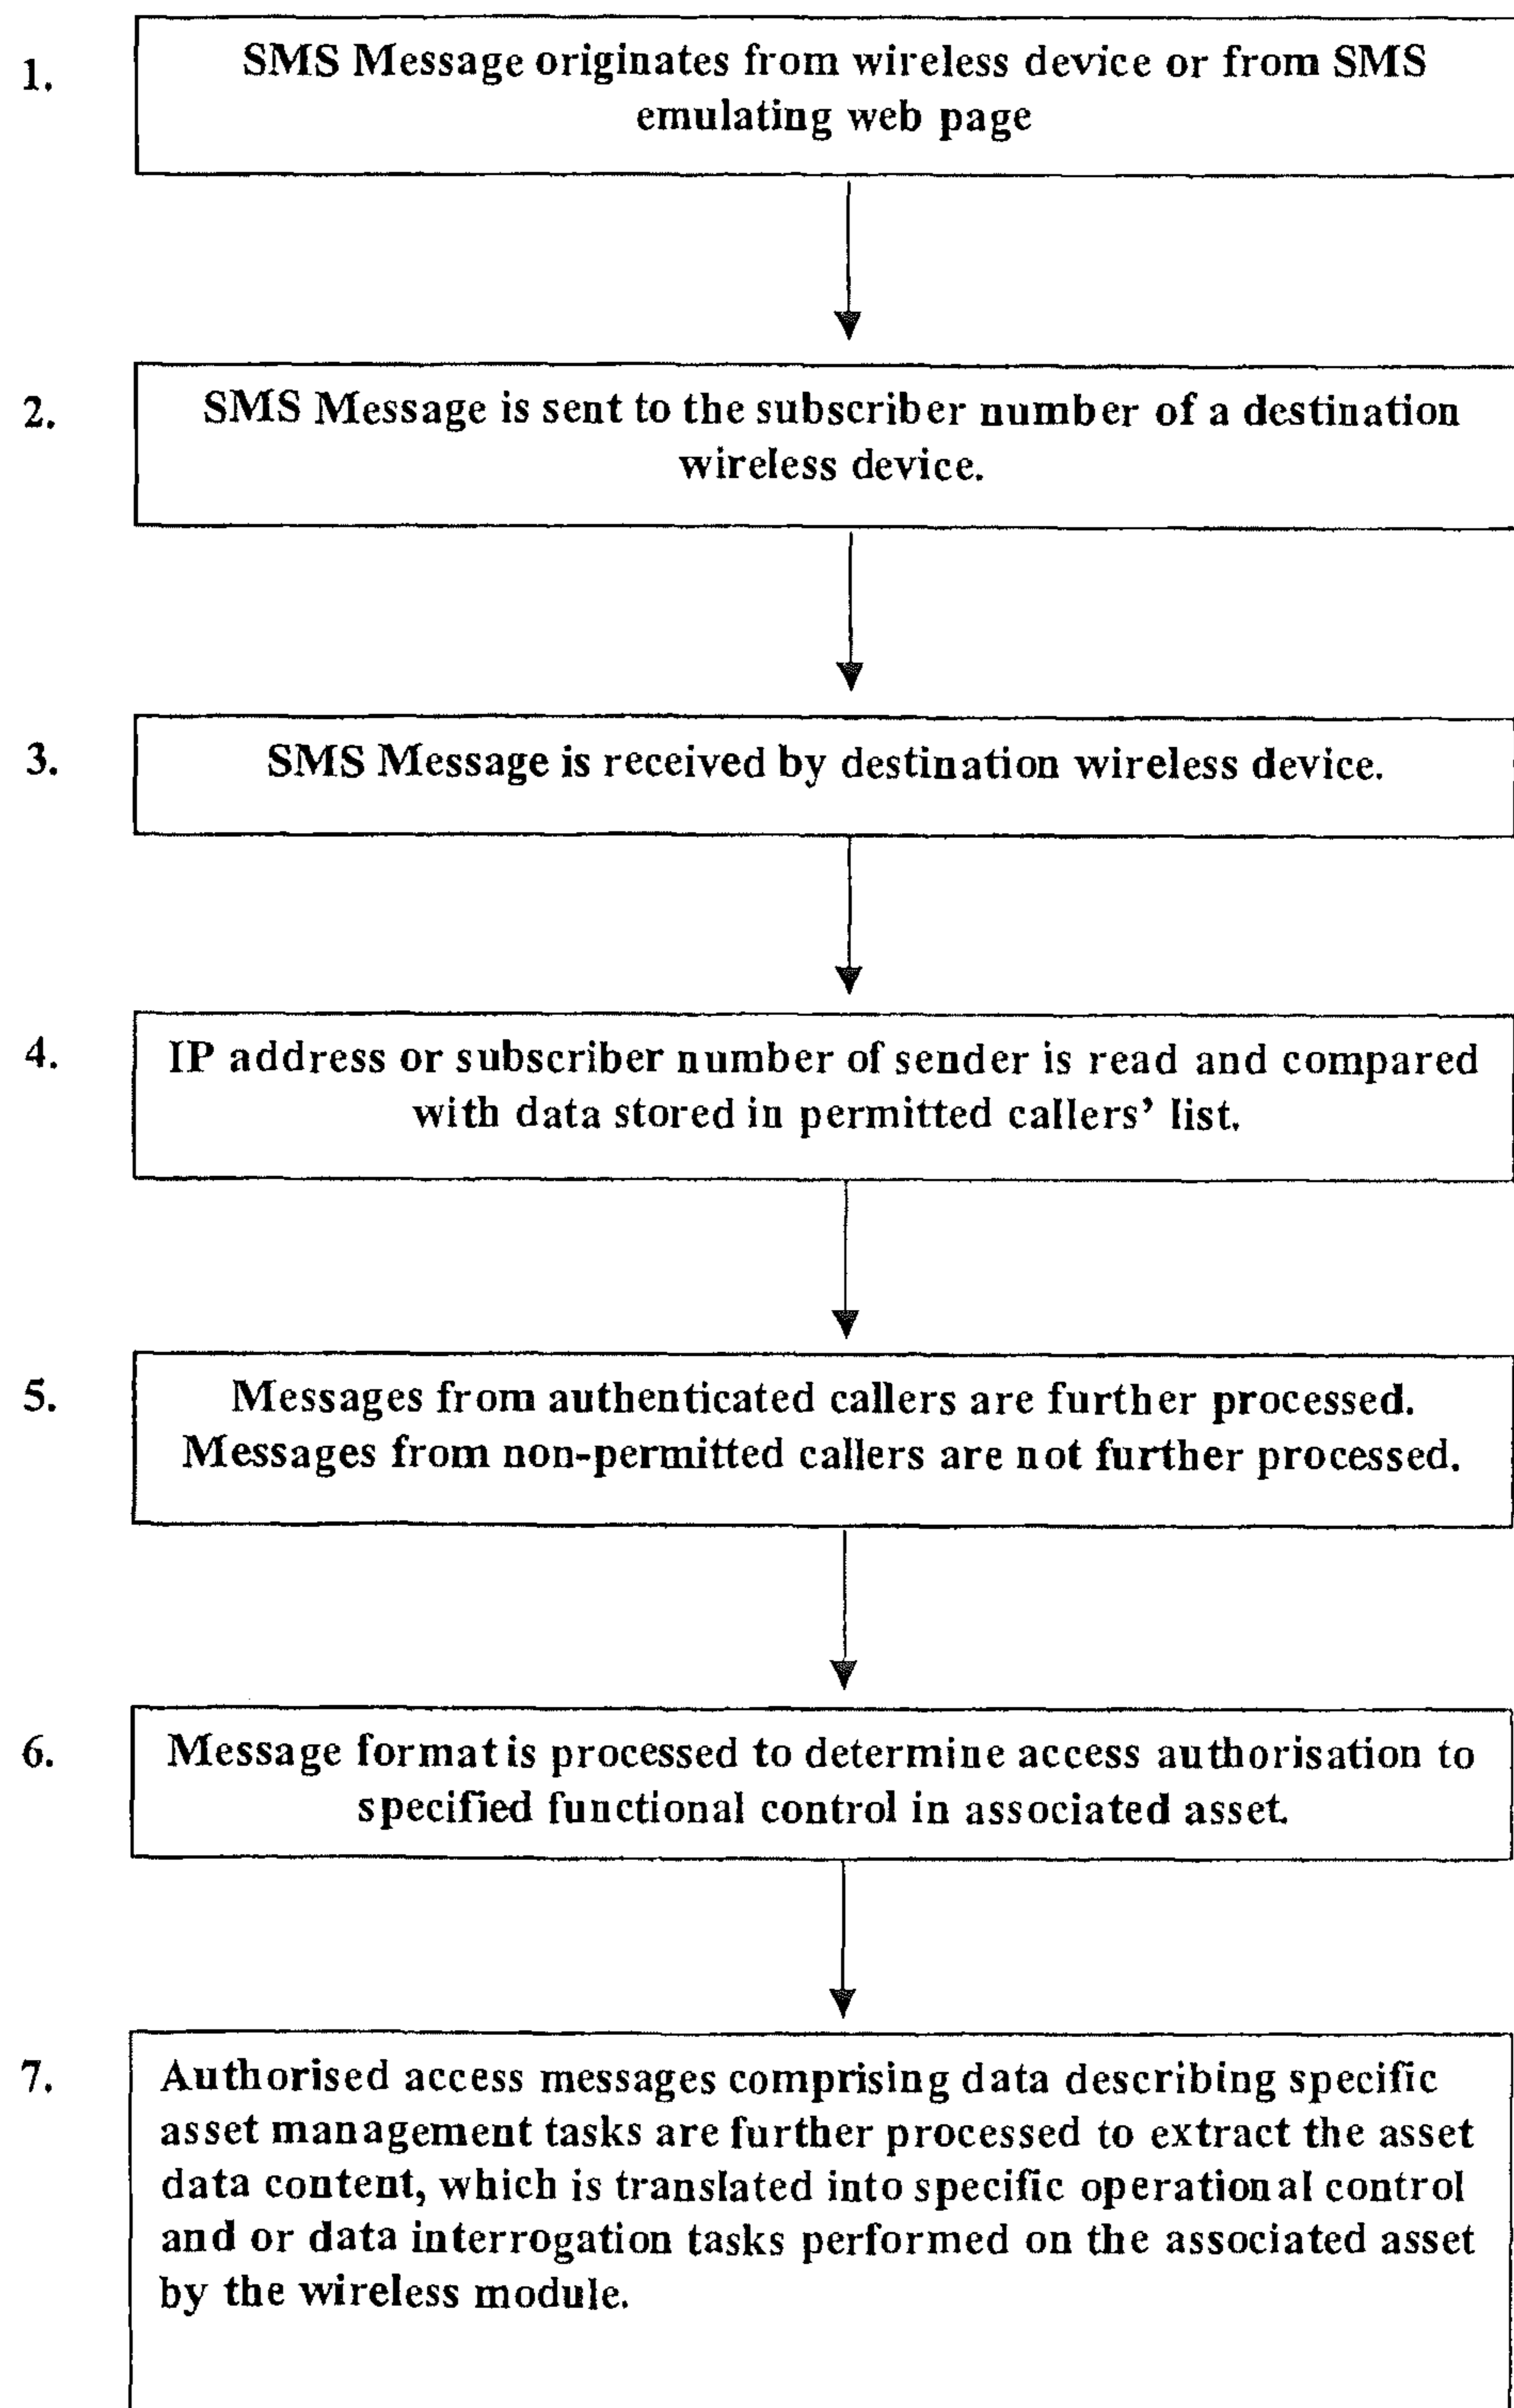 1.
SMS Message originates from wireless device or from SMS
emulating web page
2.
SMS Message is sent to the subscriber number of a destination
wireless device.
3.
SMS Message is received by destination wireless device.
4.
IP address or subscriber number of sender is read and compared
with data stored in permitted callers' list.
5.
Messages from authenticated callers are further processed.
Messages from non-permitted callers are not further processed.
6.
Message format is processed to determine access authorisation to
specified functional control in associated asset.
7.
Authorised access messages comprising data describing specific
asset management tasks are further processed to extract the asset
data content, which is translated into specific operational control
and or data interrogation tasks performed on the associated asset
by the wireless module.